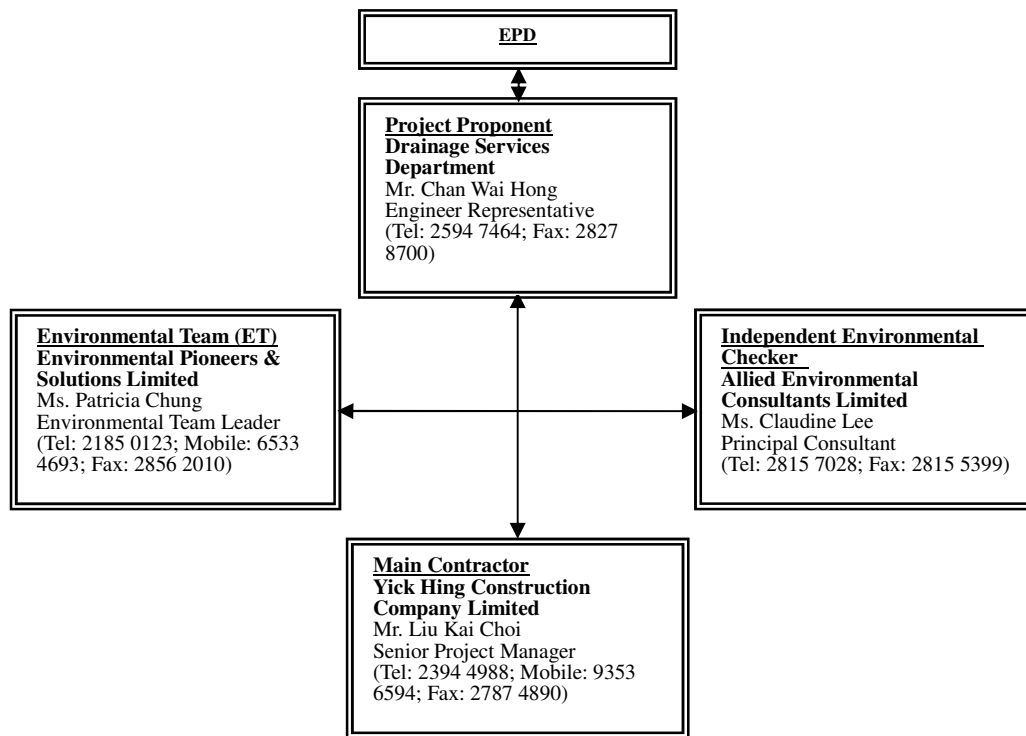 EPD
Project Proponent
Drainage Services
Department
Mr. Chan Wai Hong
Engineer Representative
(Tel: 2594 7464; Fax: 2827
8700)
Environmental Team (ET)
Environmental Pioneers &
Solutions Limited
Ms. Patricia Chung
Environmental Team Leader
(Tel: 2185 0123; Mobile: 6533
4693; Fax: 2856 2010)
Independent Environmental
Checker
Allied Environmental
Consultants Limited
Ms. Claudine Lee
Principal Consultant
(Tel: 2815 7028; Fax: 2815 5399)
Main Contractor
Yick Hing Construction
Company Limited
Mr. Liu Kai Choi
Senior Project Manager
(Tel: 2394 4988; Mobile: 9353
6594; Fax: 2787 4890)